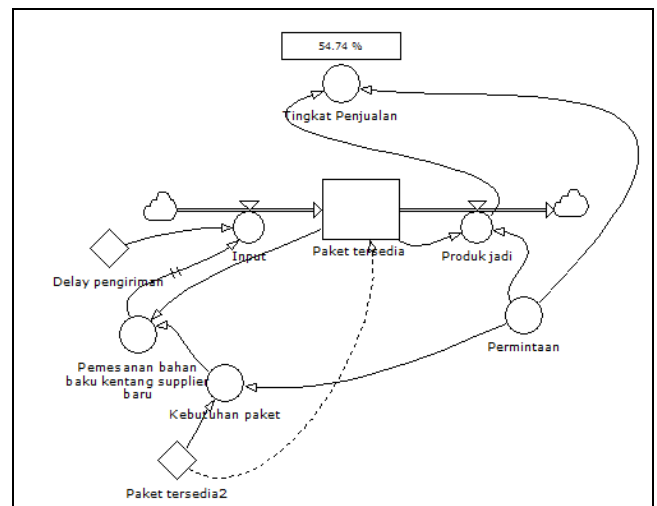 54.74 %
Tingkat Penjualan
Paket tersedia
Input
Produk jadi
Delay pengiriman
Permintaan
Pemesanan bahan
baku kentang supplier
baru
Kebutuhan paket
Paket tersedia2